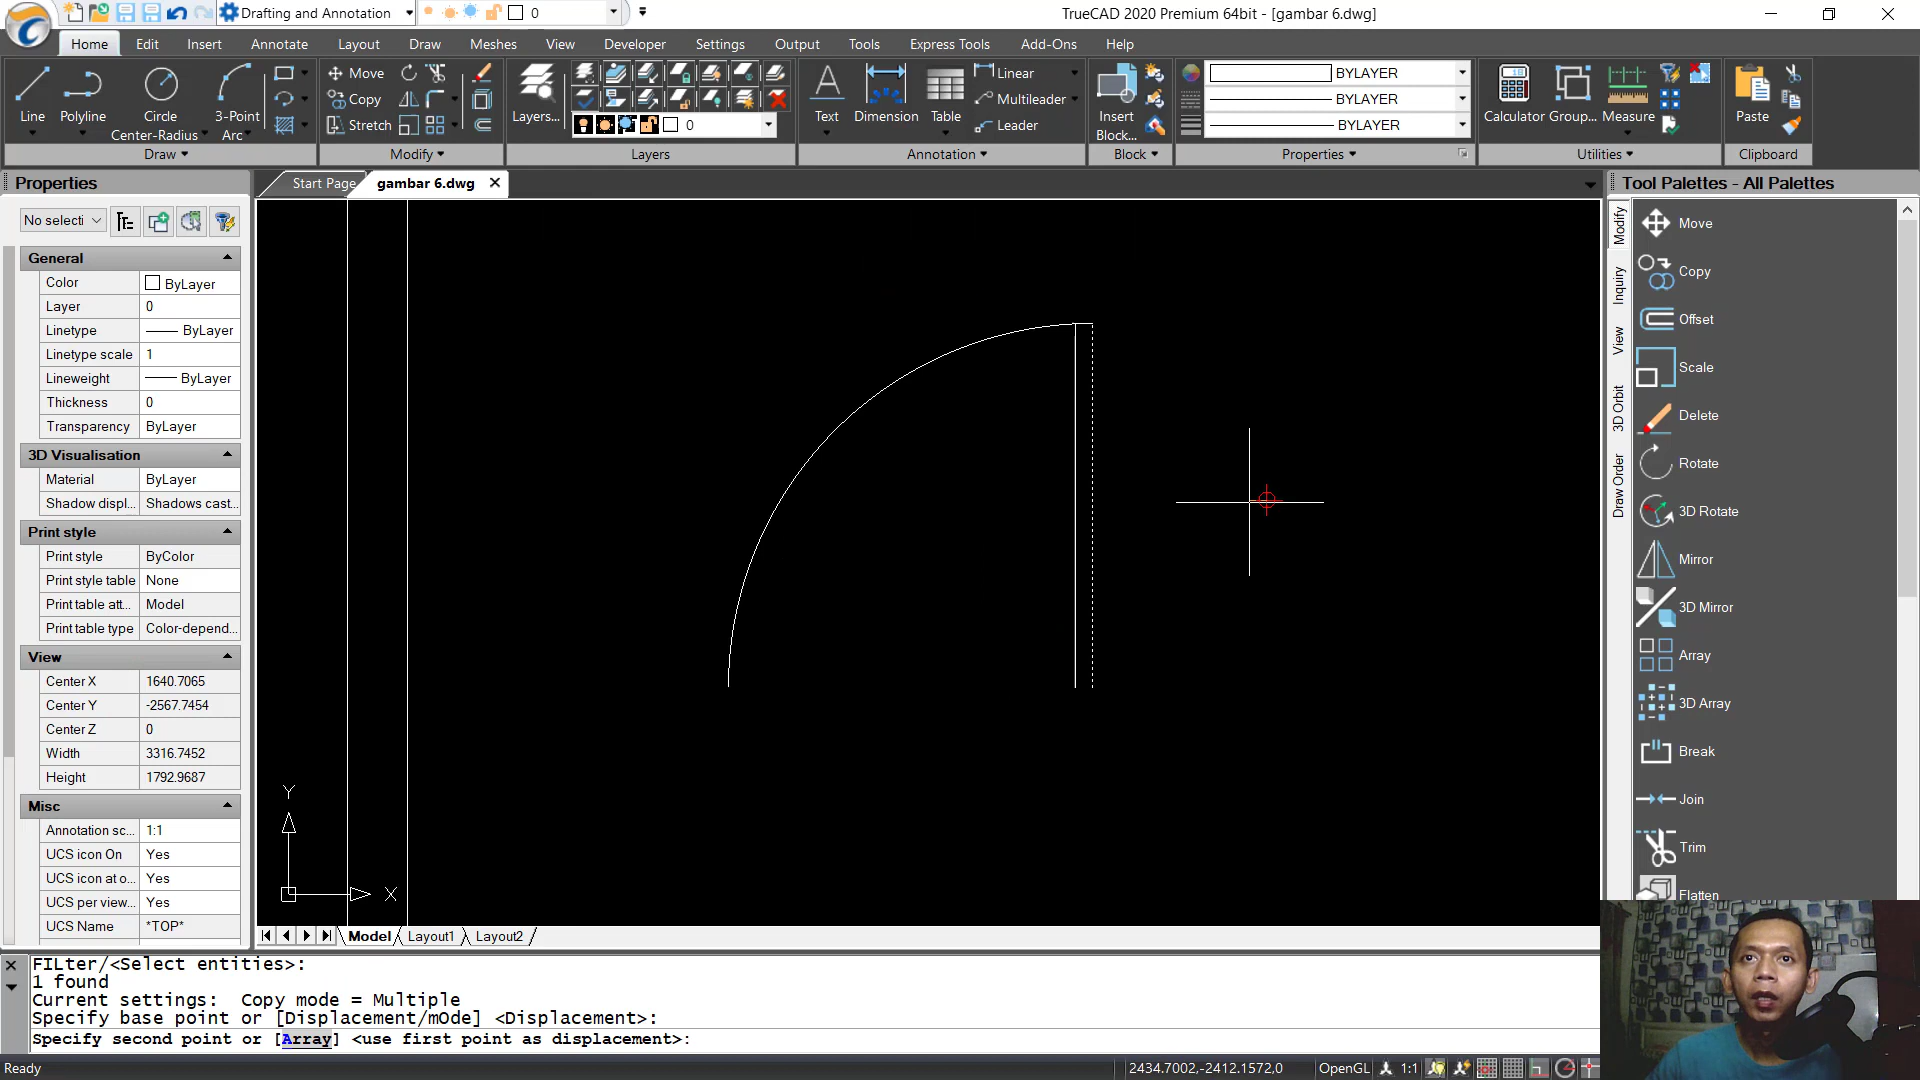 Drafting and Annotation
0
TrueCAD 2020 Premium 64bit - [gambar 6.dwg]
Home Edit Insert Annotate Layout Draw Meshes View Developer Settings Output Tools Express Tools Add-Ons Help
Line
Polyline
Circle
Center-Radius
3-Point
Arc
Draw
Move
Copy
Stretch
Modify
Layers...
0
Layers
Text
Dimension
Table
Linear
Multileader
Leader
Annotation
Insert
Block...
Block
BYLAYER
BYLAYER
BYLAYER
Properties
Calculator
Group...
Measure
Utilities
Paste
Clipboard
Properties
Start Page
gambar 6.dwg
Tool Palettes - All Palettes
No selecti
General
Color ByLayer
Layer 0
Linetype ByLayer
Linetype scale 1
Lineweight ByLayer
Thickness 0
Transparency ByLayer
3D Visualisation
Material ByLayer
Shadow displ... Shadows cast...
Print style
Print style ByColor
Print style table None
Print table att... Model
Print table type Color-depend...
View
Center X 1640.7065
Center Y -2567.7454
Center Z 0
Width 3316.7452
Height 1792.9687
Misc
Annotation sc... 1:1
UCS icon On Yes
UCS icon at o... Yes
UCS per view... Yes
UCS Name *TOP*
Y
X
Model
Layout1
Layout2
Modify
Inquiry
View
3D Orbit
Draw Order
Move
Copy
Offset
Scale
Delete
Rotate
3D Rotate
Mirror
3D Mirror
Array
3D Array
Break
Join
Trim
Flatten
FILter/<Select entities>:
1 found
Current settings:  Copy mode = Multiple
Specify base point or [Displacement/mOde] <Displacement>:
Specify second point or [Array] <use first point as displacement>:
Ready
2434.7002,-2412.1572,0
OpenGL
1:1